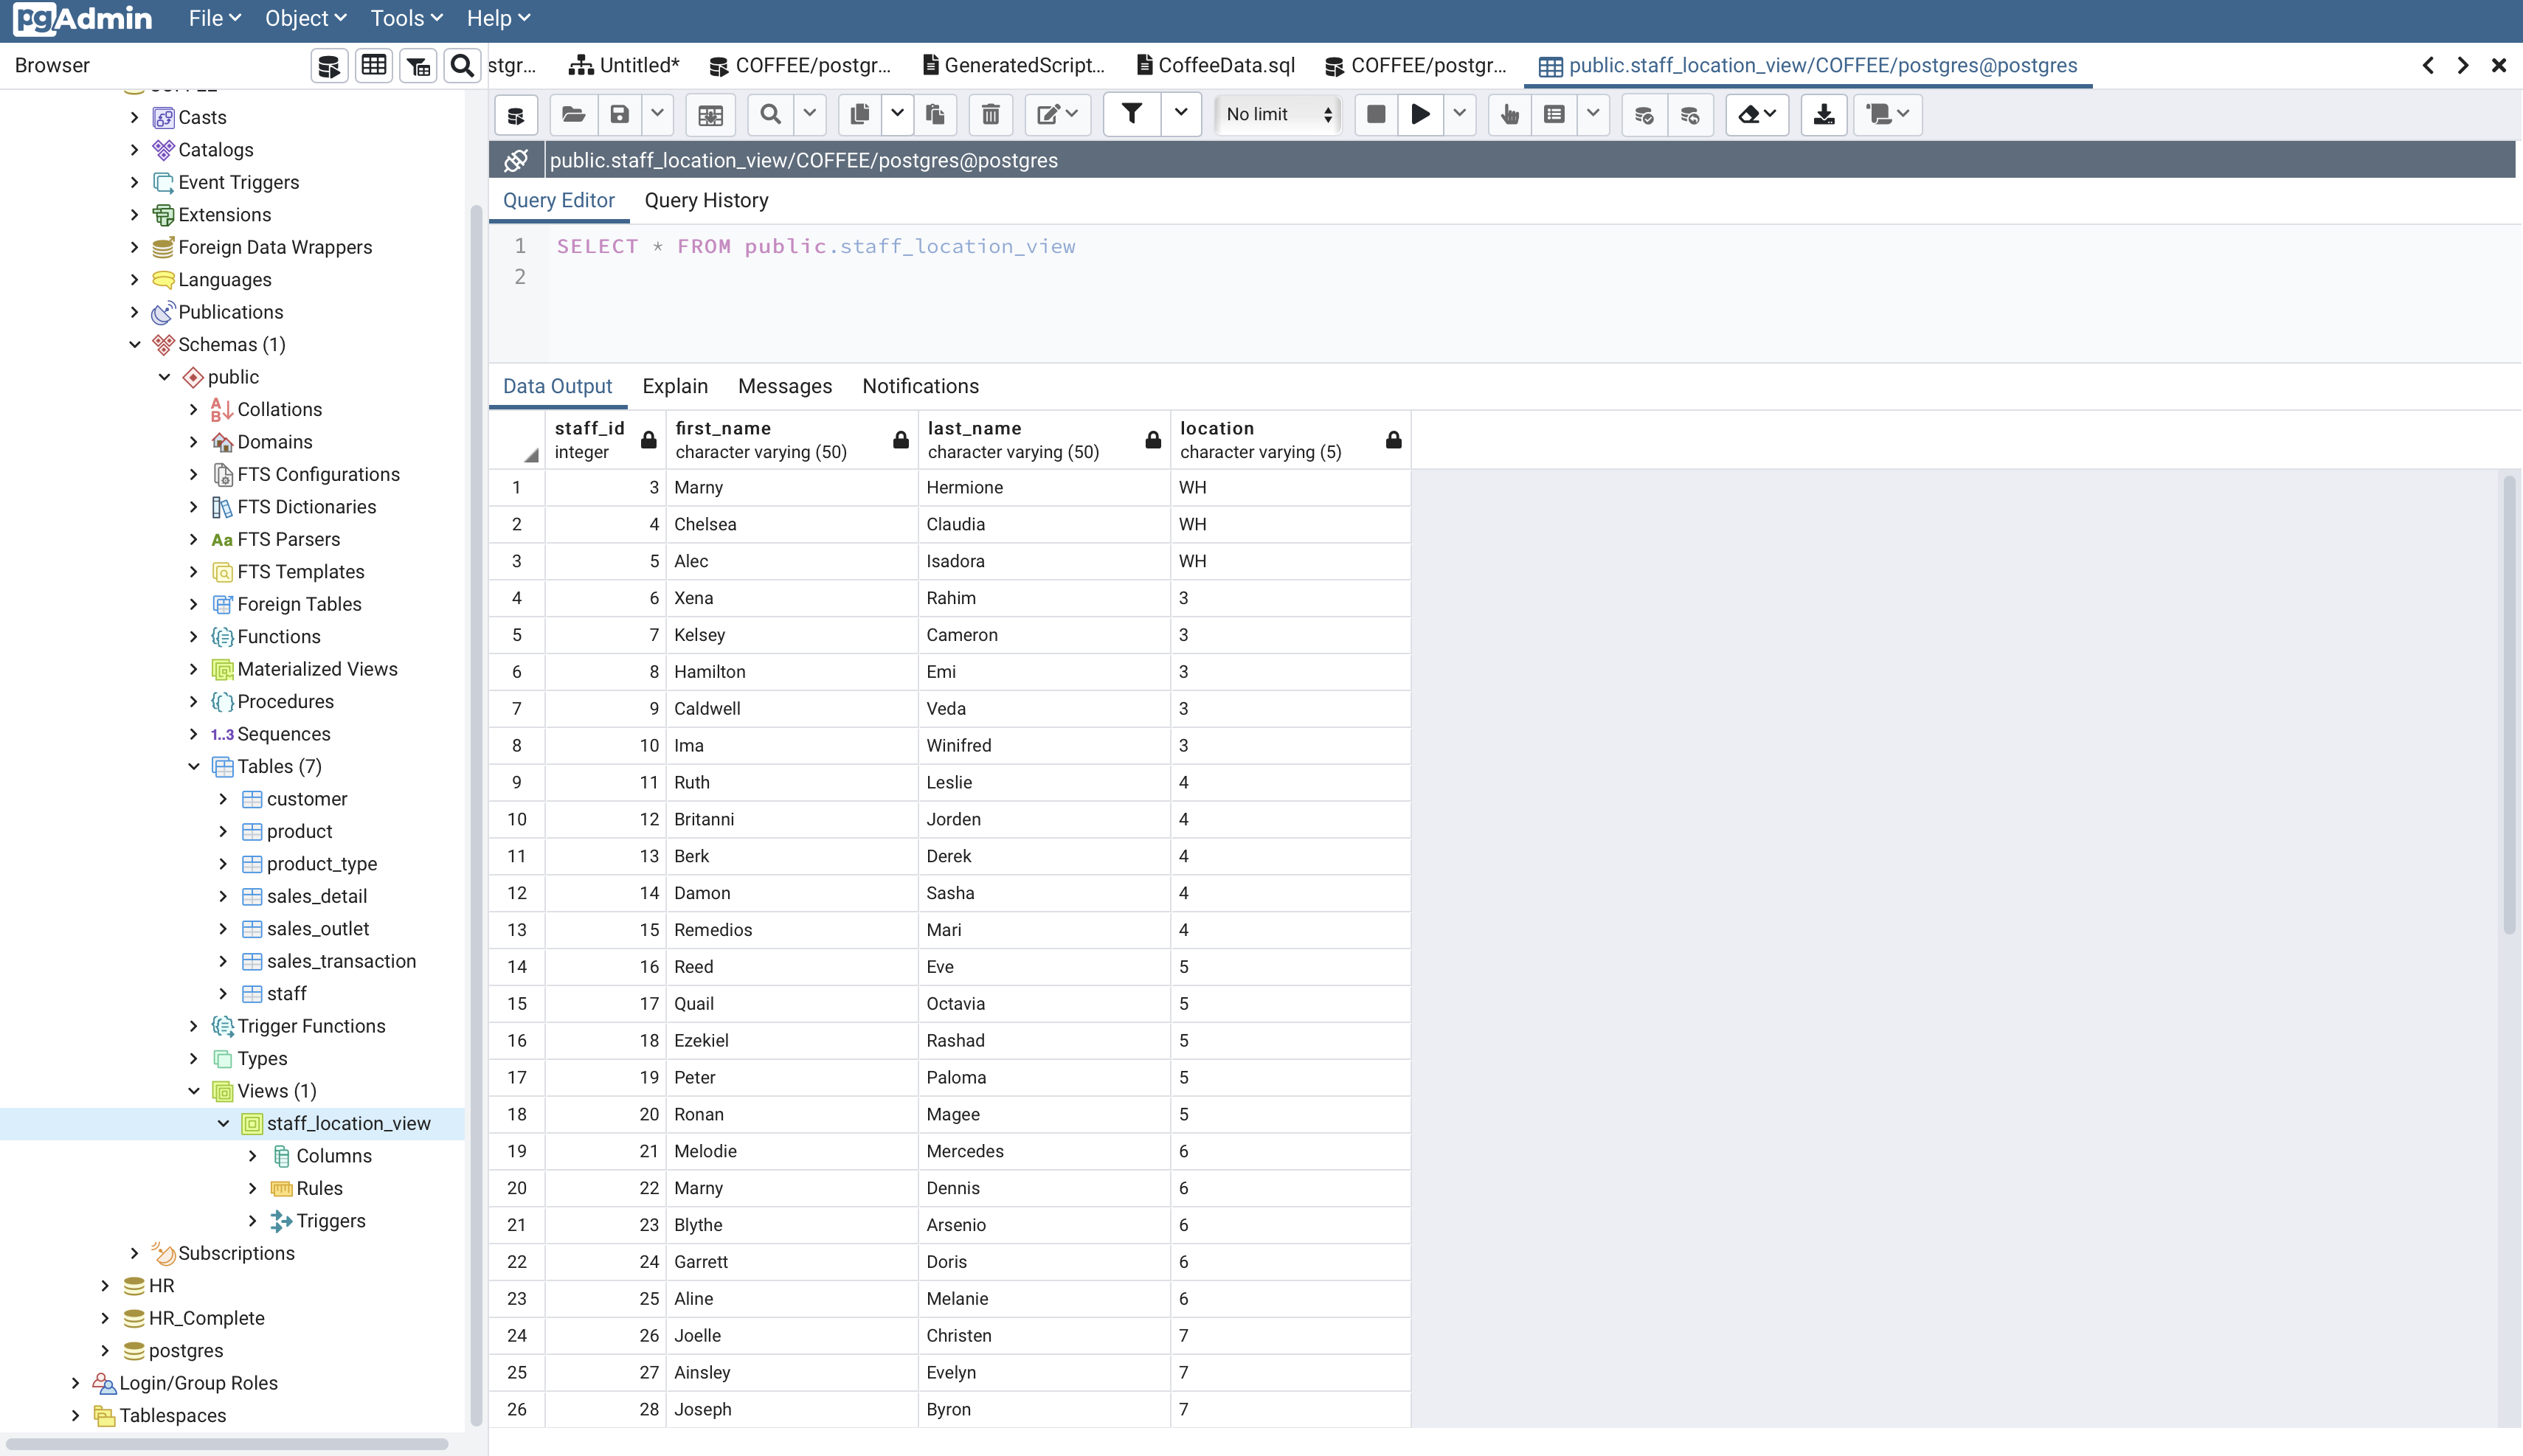 pgAdmin File Object Tools Help
Browser
stgr... Untitled* COFFEE/postgr... GeneratedScript... CoffeeData.sql COFFEE/postgr... public.staff_location_view/COFFEE/postgres@postgres
No limit
public.staff_location_view/COFFEE/postgres@postgres
Query Editor Query History
1 SELECT * FROM public.staff_location_view
2
Data Output Explain Messages Notifications
staff_id first_name last_name location
integer character varying (50) character varying (50) character varying (5)
1 3 Marny Hermione WH
2 4 Chelsea Claudia WH
3 5 Alec Isadora WH
4 6 Xena Rahim 3
5 7 Kelsey Cameron 3
6 8 Hamilton Emi 3
7 9 Caldwell Veda 3
8 10 Ima Winifred 3
9 11 Ruth Leslie 4
10 12 Britanni Jorden 4
11 13 Berk Derek 4
12 14 Damon Sasha 4
13 15 Remedios Mari 4
14 16 Reed Eve 5
15 17 Quail Octavia 5
16 18 Ezekiel Rashad 5
17 19 Peter Paloma 5
18 20 Ronan Magee 5
19 21 Melodie Mercedes 6
20 22 Marny Dennis 6
21 23 Blythe Arsenio 6
22 24 Garrett Doris 6
23 25 Aline Melanie 6
24 26 Joelle Christen 7
25 27 Ainsley Evelyn 7
26 28 Joseph Byron 7
Casts
Catalogs
Event Triggers
Extensions
Foreign Data Wrappers
Languages
Publications
Schemas (1)
public
Collations
Domains
FTS Configurations
FTS Dictionaries
Aa FTS Parsers
FTS Templates
Foreign Tables
Functions
Materialized Views
Procedures
1..3 Sequences
Tables (7)
customer
product
product_type
sales_detail
sales_outlet
sales_transaction
staff
Trigger Functions
Types
Views (1)
staff_location_view
Columns
Rules
Triggers
Subscriptions
HR
HR_Complete
postgres
Login/Group Roles
Tablespaces